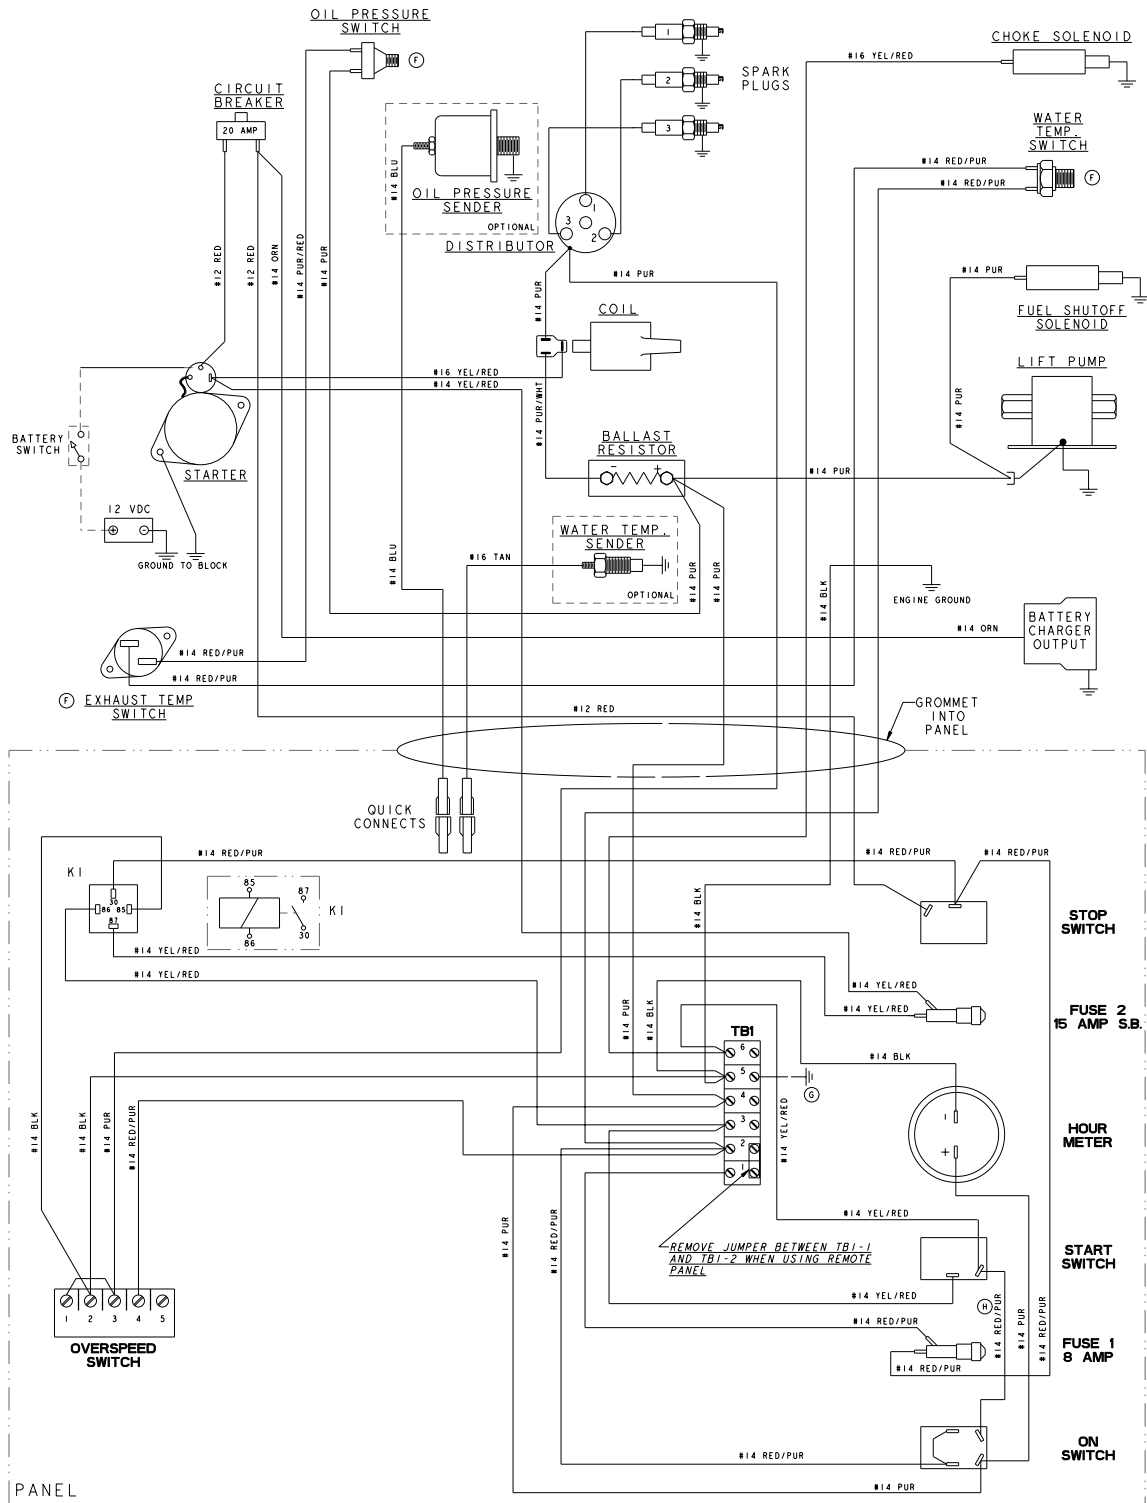 OIL PRESSURE
SWITCH
F
CIRCUIT
BREAKER
20 AMP
#14 BLU
OIL PRESSURE
SENDER
OPTIONAL
1
2
3
SPARK
PLUGS
#16 YEL/RED
CHOKE SOLENOID
WATER
TEMP.
SWITCH
#14 RED/PUR
#14 RED/PUR
F
1
2
3
DISTRIBUTOR
#12 RED
#12 RED
#14 ORN
#14 PUR/RED
#14 PUR
#14 PUR
#14 PUR
#14 PUR
FUEL SHUTOFF
SOLENOID
COIL
LIFT PUMP
#16 YEL/RED
#14 YEL/RED
#14 PUR/WHT
#14 PUR
BATTERY
SWITCH
STARTER
BALLAST
RESISTOR
- +
#14 PUR
12 VDC
+ -
GROUND TO BLOCK
WATER TEMP.
SENDER
OPTIONAL
#16 TAN
#14 BLU
#14 PUR
#14 PUR
#14 BLK
ENGINE GROUND
BATTERY
CHARGER
OUTPUT
#14 ORN
#14 RED/PUR
#14 RED/PUR
F
EXHAUST TEMP
SWITCH
#12 RED
GROMMET
INTO
PANEL
QUICK
CONNECTS
#14 RED/PUR
#14 RED/PUR
#14 RED/PUR
K1
30
86
85
87
85
87
86
30
K1
#14 BLK
STOP
SWITCH
#14 YEL/RED
#14 YEL/RED
#14 YEL/RED
#14 YEL/RED
FUSE 2
15 AMP S.B.
#14 PUR
#14 BLK
TB1
6
5
4
3
2
1
G
#14 BLK
#14 YEL/RED
- +
HOUR
METER
#14 BLK
#14 BLK
#14 PUR
#14 RED/PUR
#14 PUR
#14 RED/PUR
#14 YEL/RED
REMOVE JUMPER BETWEEN TB1-1
AND TB1-2 WHEN USING REMOTE
PANEL
START
SWITCH
#14 YEL/RED
H
#14 RED/PUR
#14 PUR
#14 RED/PUR
1 2 3 4 5
OVERSPEED
SWITCH
#14 RED/PUR
#14 RED/PUR
FUSE 1
8 AMP
#14 RED/PUR
ON
SWITCH
#14 PUR
PANEL